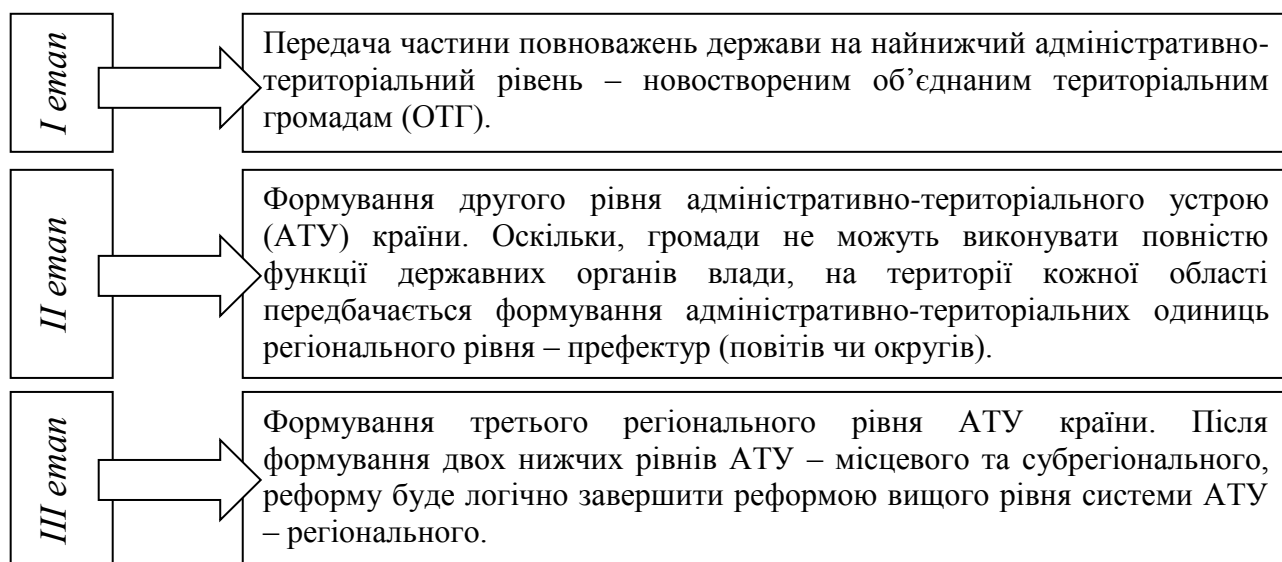 I етап
Передача частини повноважень держави на найнижчий адміністративно-
територіальний рівень – новоствореним об’єднаним територіальним
громадам (ОТГ).
II етап
Формування другого рівня адміністративно-територіального устрою
(АТУ) країни. Оскільки, громади не можуть виконувати повністю
функції державних органів влади, на території кожної області
передбачається формування адміністративно-територіальних одиниць
регіонального рівня – префектур (повітів чи округів).
III етап
Формування третього регіонального рівня АТУ країни. Після
формування двох нижчих рівнів АТУ – місцевого та субрегіонального,
реформу буде логічно завершити реформою вищого рівня системи АТУ
– регіонального.